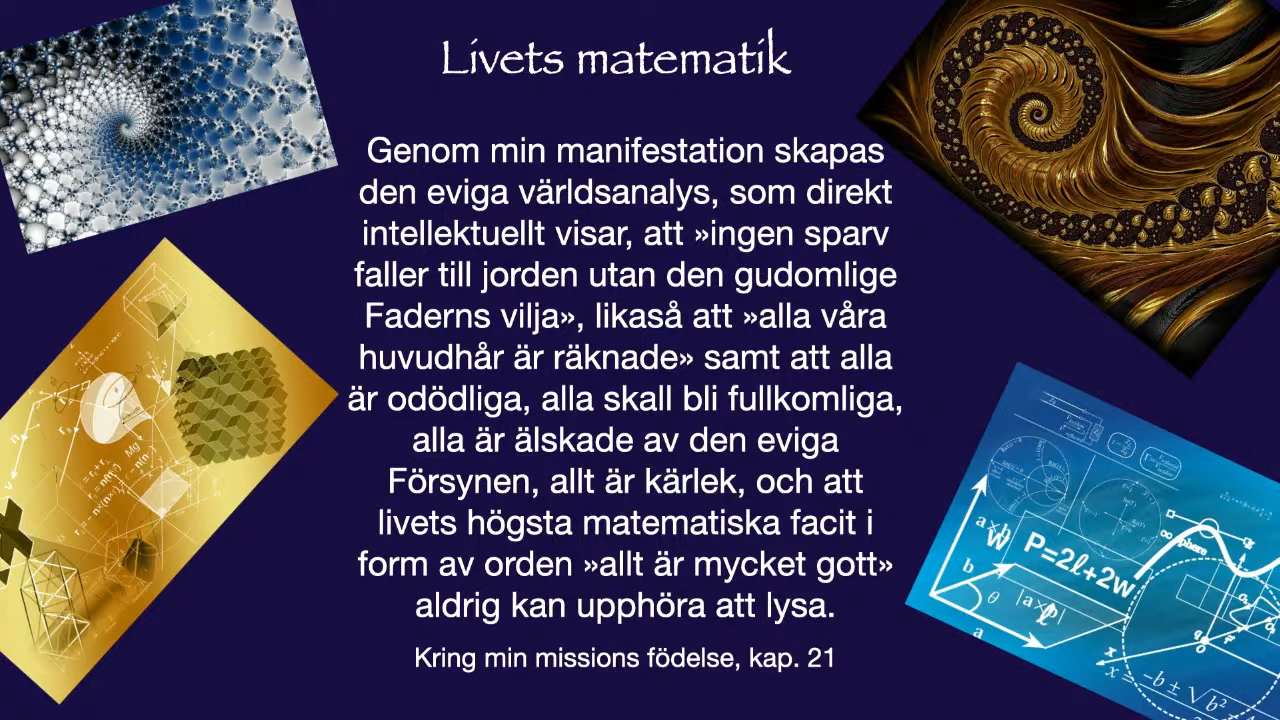 Livets matematik
Genom min manifestation skapas
den eviga världsanalys, som direkt
intellektuellt visar, att »ingen sparv
faller till jorden utan den gudomlige
Faderns vilja», likaså att »alla våra
huvudhår är räknade» samt att alla
är odödliga, alla skall bli fullkomliga,
alla är älskade av den eviga
Försynen, allt är kärlek, och att
livets högsta matematiska facit i
form av orden »allt är mycket gott»
aldrig kan upphöra att lysa.
Kring min missions födelse, kap. 21
a×b
W
P=2ℓ+2w
∞ sphere
b
θ
|a×b|
ℓ
a
x